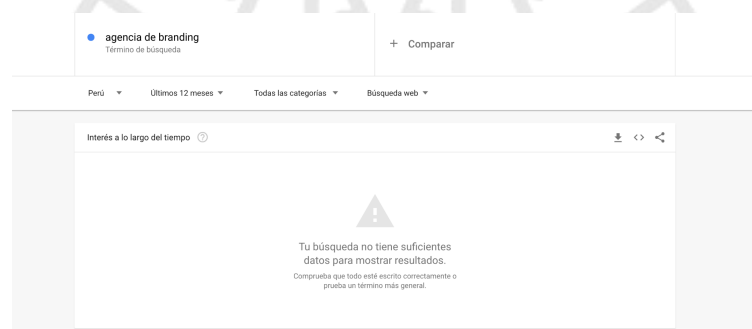 agencia de branding
Término de búsqueda
+ Comparar
Perú
Últimos 12 meses
Todas las categorías
Búsqueda web
Interés a lo largo del tiempo
Tu búsqueda no tiene suficientes
datos para mostrar resultados.
Comprueba que todo esté escrito correctamente o
prueba un término más general.